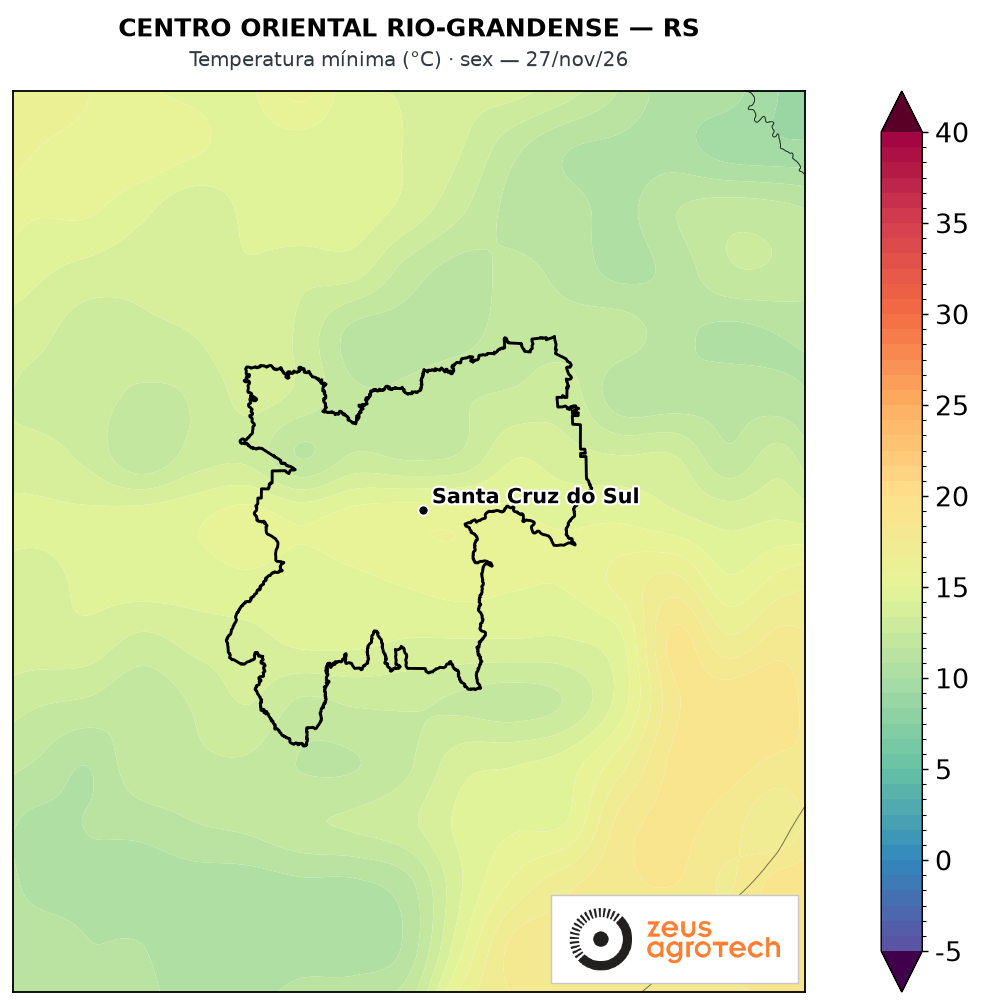 CENTRO ORIENTAL RIO-GRANDENSE — RS
Temperatura mínima (°C) · sex — 27/nov/26
40
35
30
25
20
15
10
5
0
-5
Santa Cruz do Sul
zeus
agrotech